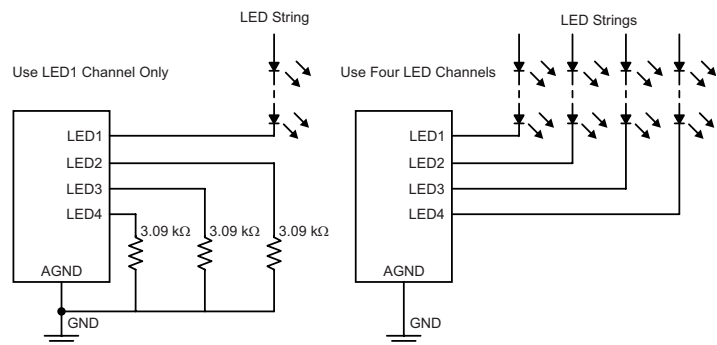 LED String
Use LED1 Channel Only
LED1
LED2
LED3
LED4
3.09 kΩ
3.09 kΩ
3.09 kΩ
AGND
GND
LED Strings
Use Four LED Channels
LED1
LED2
LED3
LED4
AGND
GND